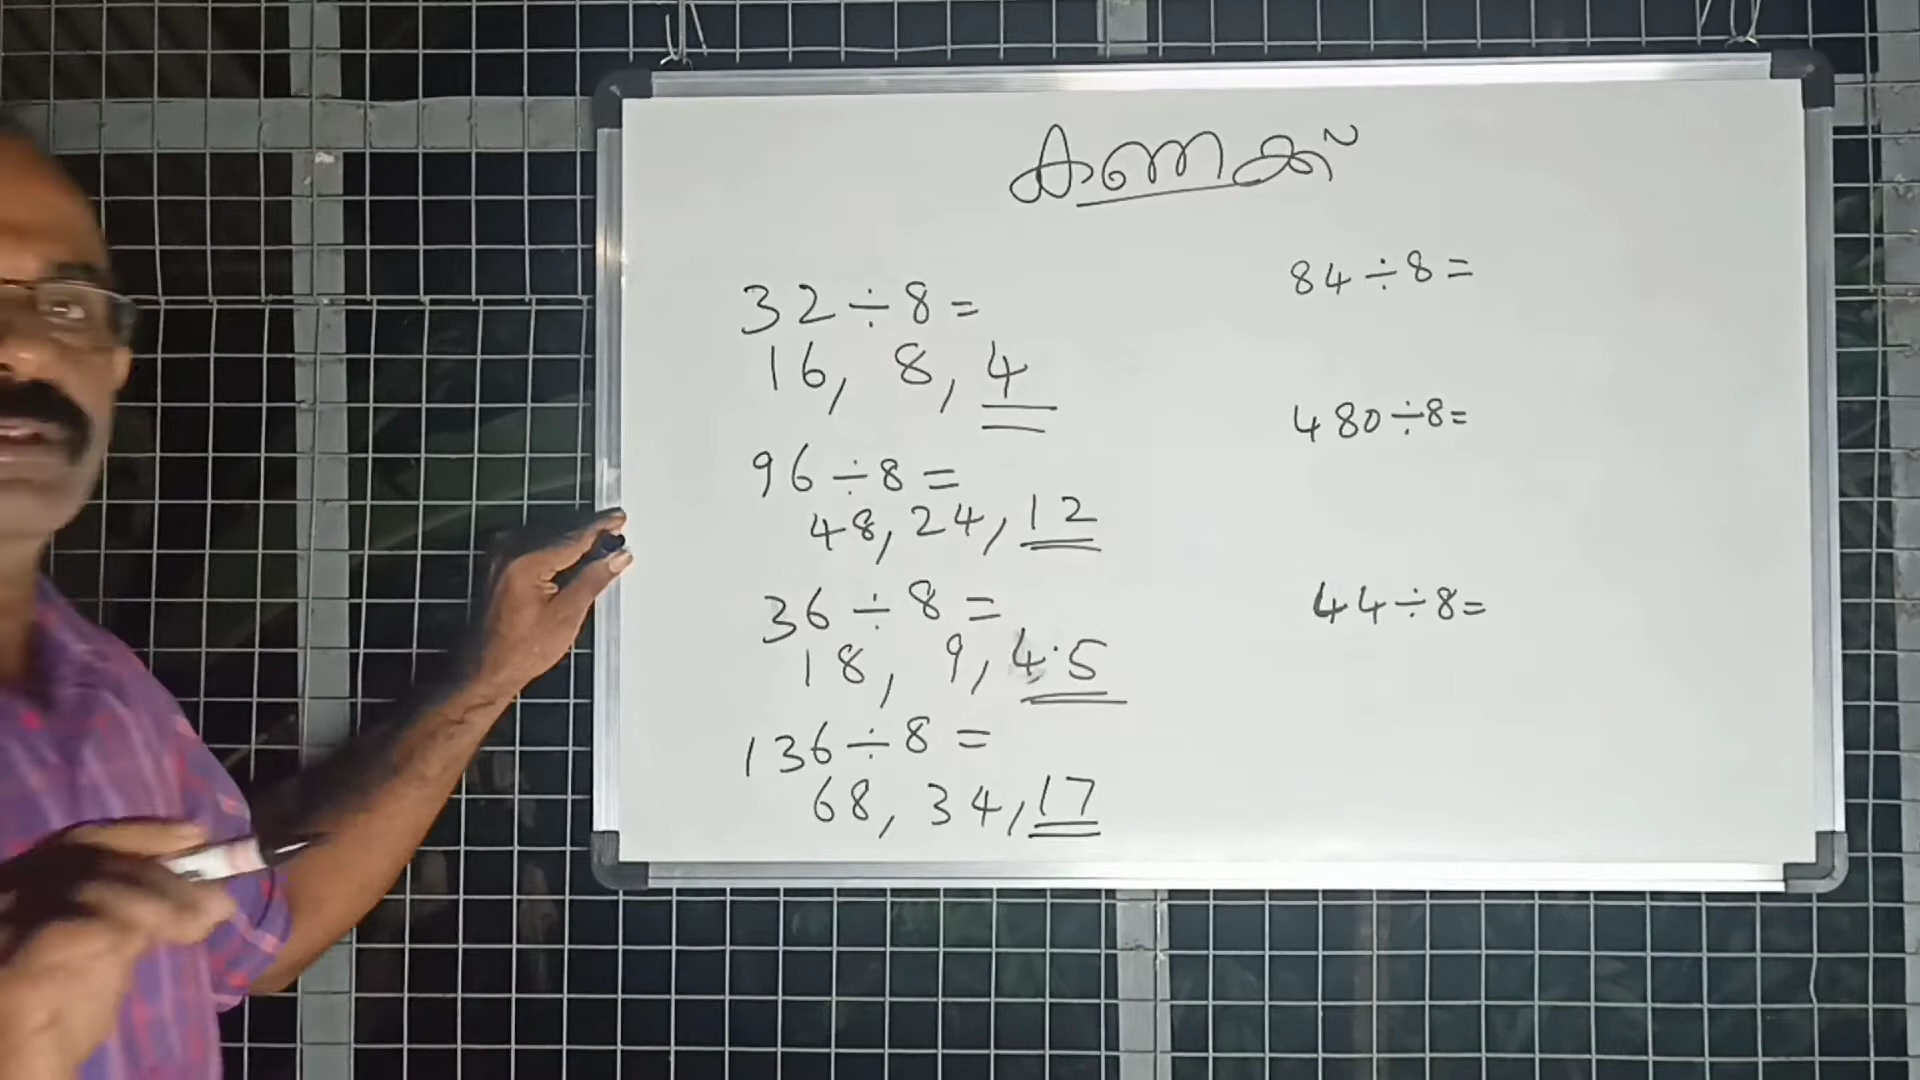 കണക്ക്
32÷8=
16, 8, 4
96÷8=
48, 24, 12
36÷8=
18, 9, 4.5
136÷8=
68, 34, 17
84÷8=
480÷8=
44÷8=